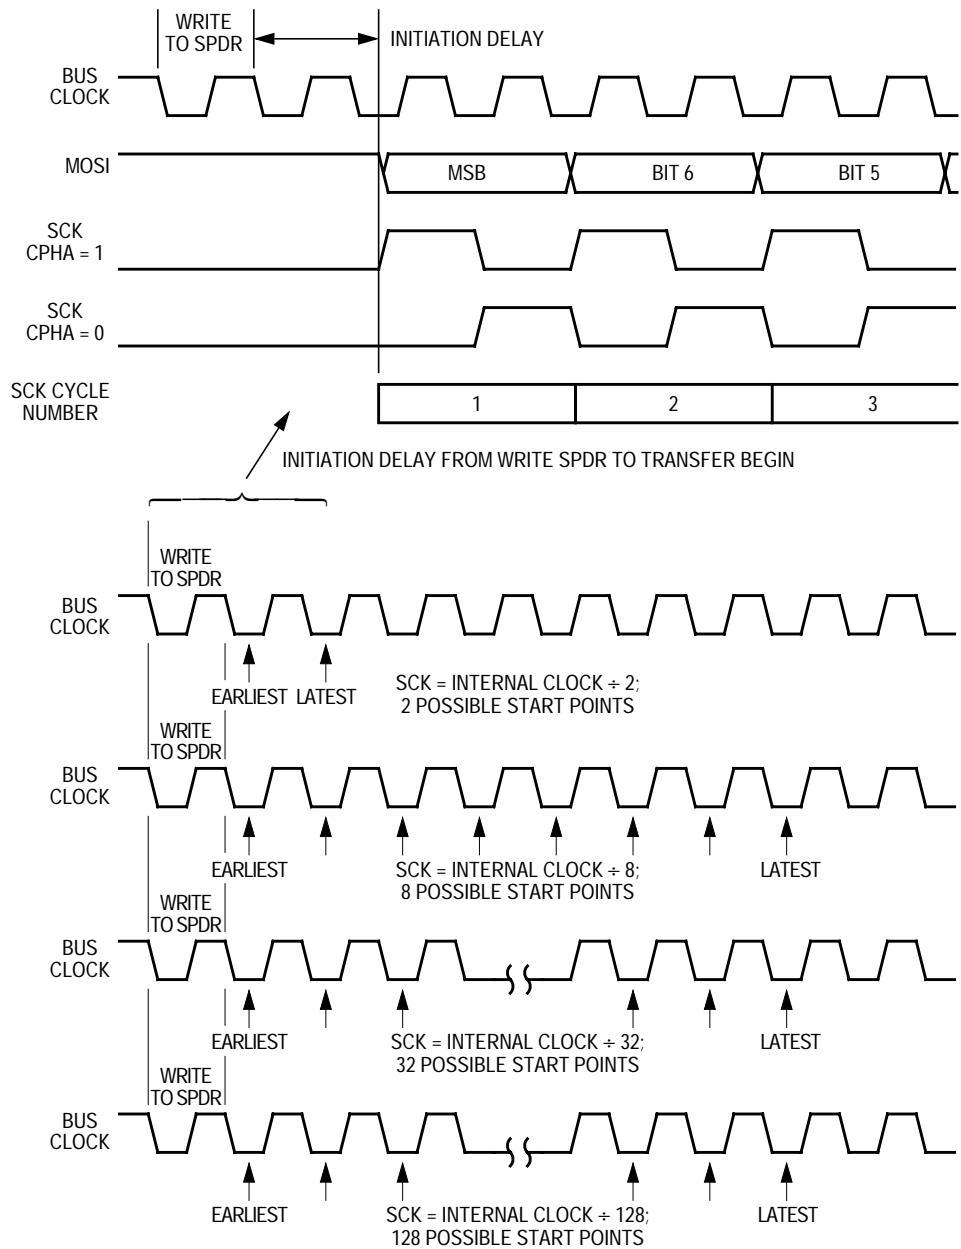 WRITE
TO SPDR
INITIATION DELAY
BUS
CLOCK
MOSI
MSB
BIT 6
BIT 5
SCK
CPHA = 1
SCK
CPHA = 0
SCK CYCLE
NUMBER
1
2
3
INITIATION DELAY FROM WRITE SPDR TO TRANSFER BEGIN
WRITE
TO SPDR
BUS
CLOCK
EARLIEST
LATEST
SCK = INTERNAL CLOCK ÷ 2;
2 POSSIBLE START POINTS
WRITE
TO SPDR
BUS
CLOCK
EARLIEST
SCK = INTERNAL CLOCK ÷ 8;
8 POSSIBLE START POINTS
LATEST
WRITE
TO SPDR
BUS
CLOCK
EARLIEST
SCK = INTERNAL CLOCK ÷ 32;
32 POSSIBLE START POINTS
LATEST
WRITE
TO SPDR
BUS
CLOCK
EARLIEST
SCK = INTERNAL CLOCK ÷ 128;
128 POSSIBLE START POINTS
LATEST